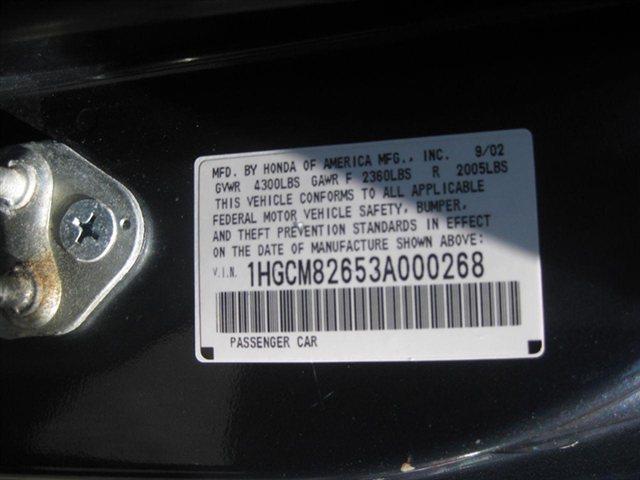 MFD. BY HONDA OF AMERICA MFG., INC. 9/02
GVWR 4300LBS GAWR F 2360LBS R 2005LBS
THIS VEHICLE CONFORMS TO ALL APPLICABLE
FEDERAL MOTOR VEHICLE SAFETY, BUMPER,
AND THEFT PREVENTION STANDARDS IN EFFECT
ON THE DATE OF MANUFACTURE SHOWN ABOVE:
V.I.N. 1HGCM82653A000268
PASSENGER CAR